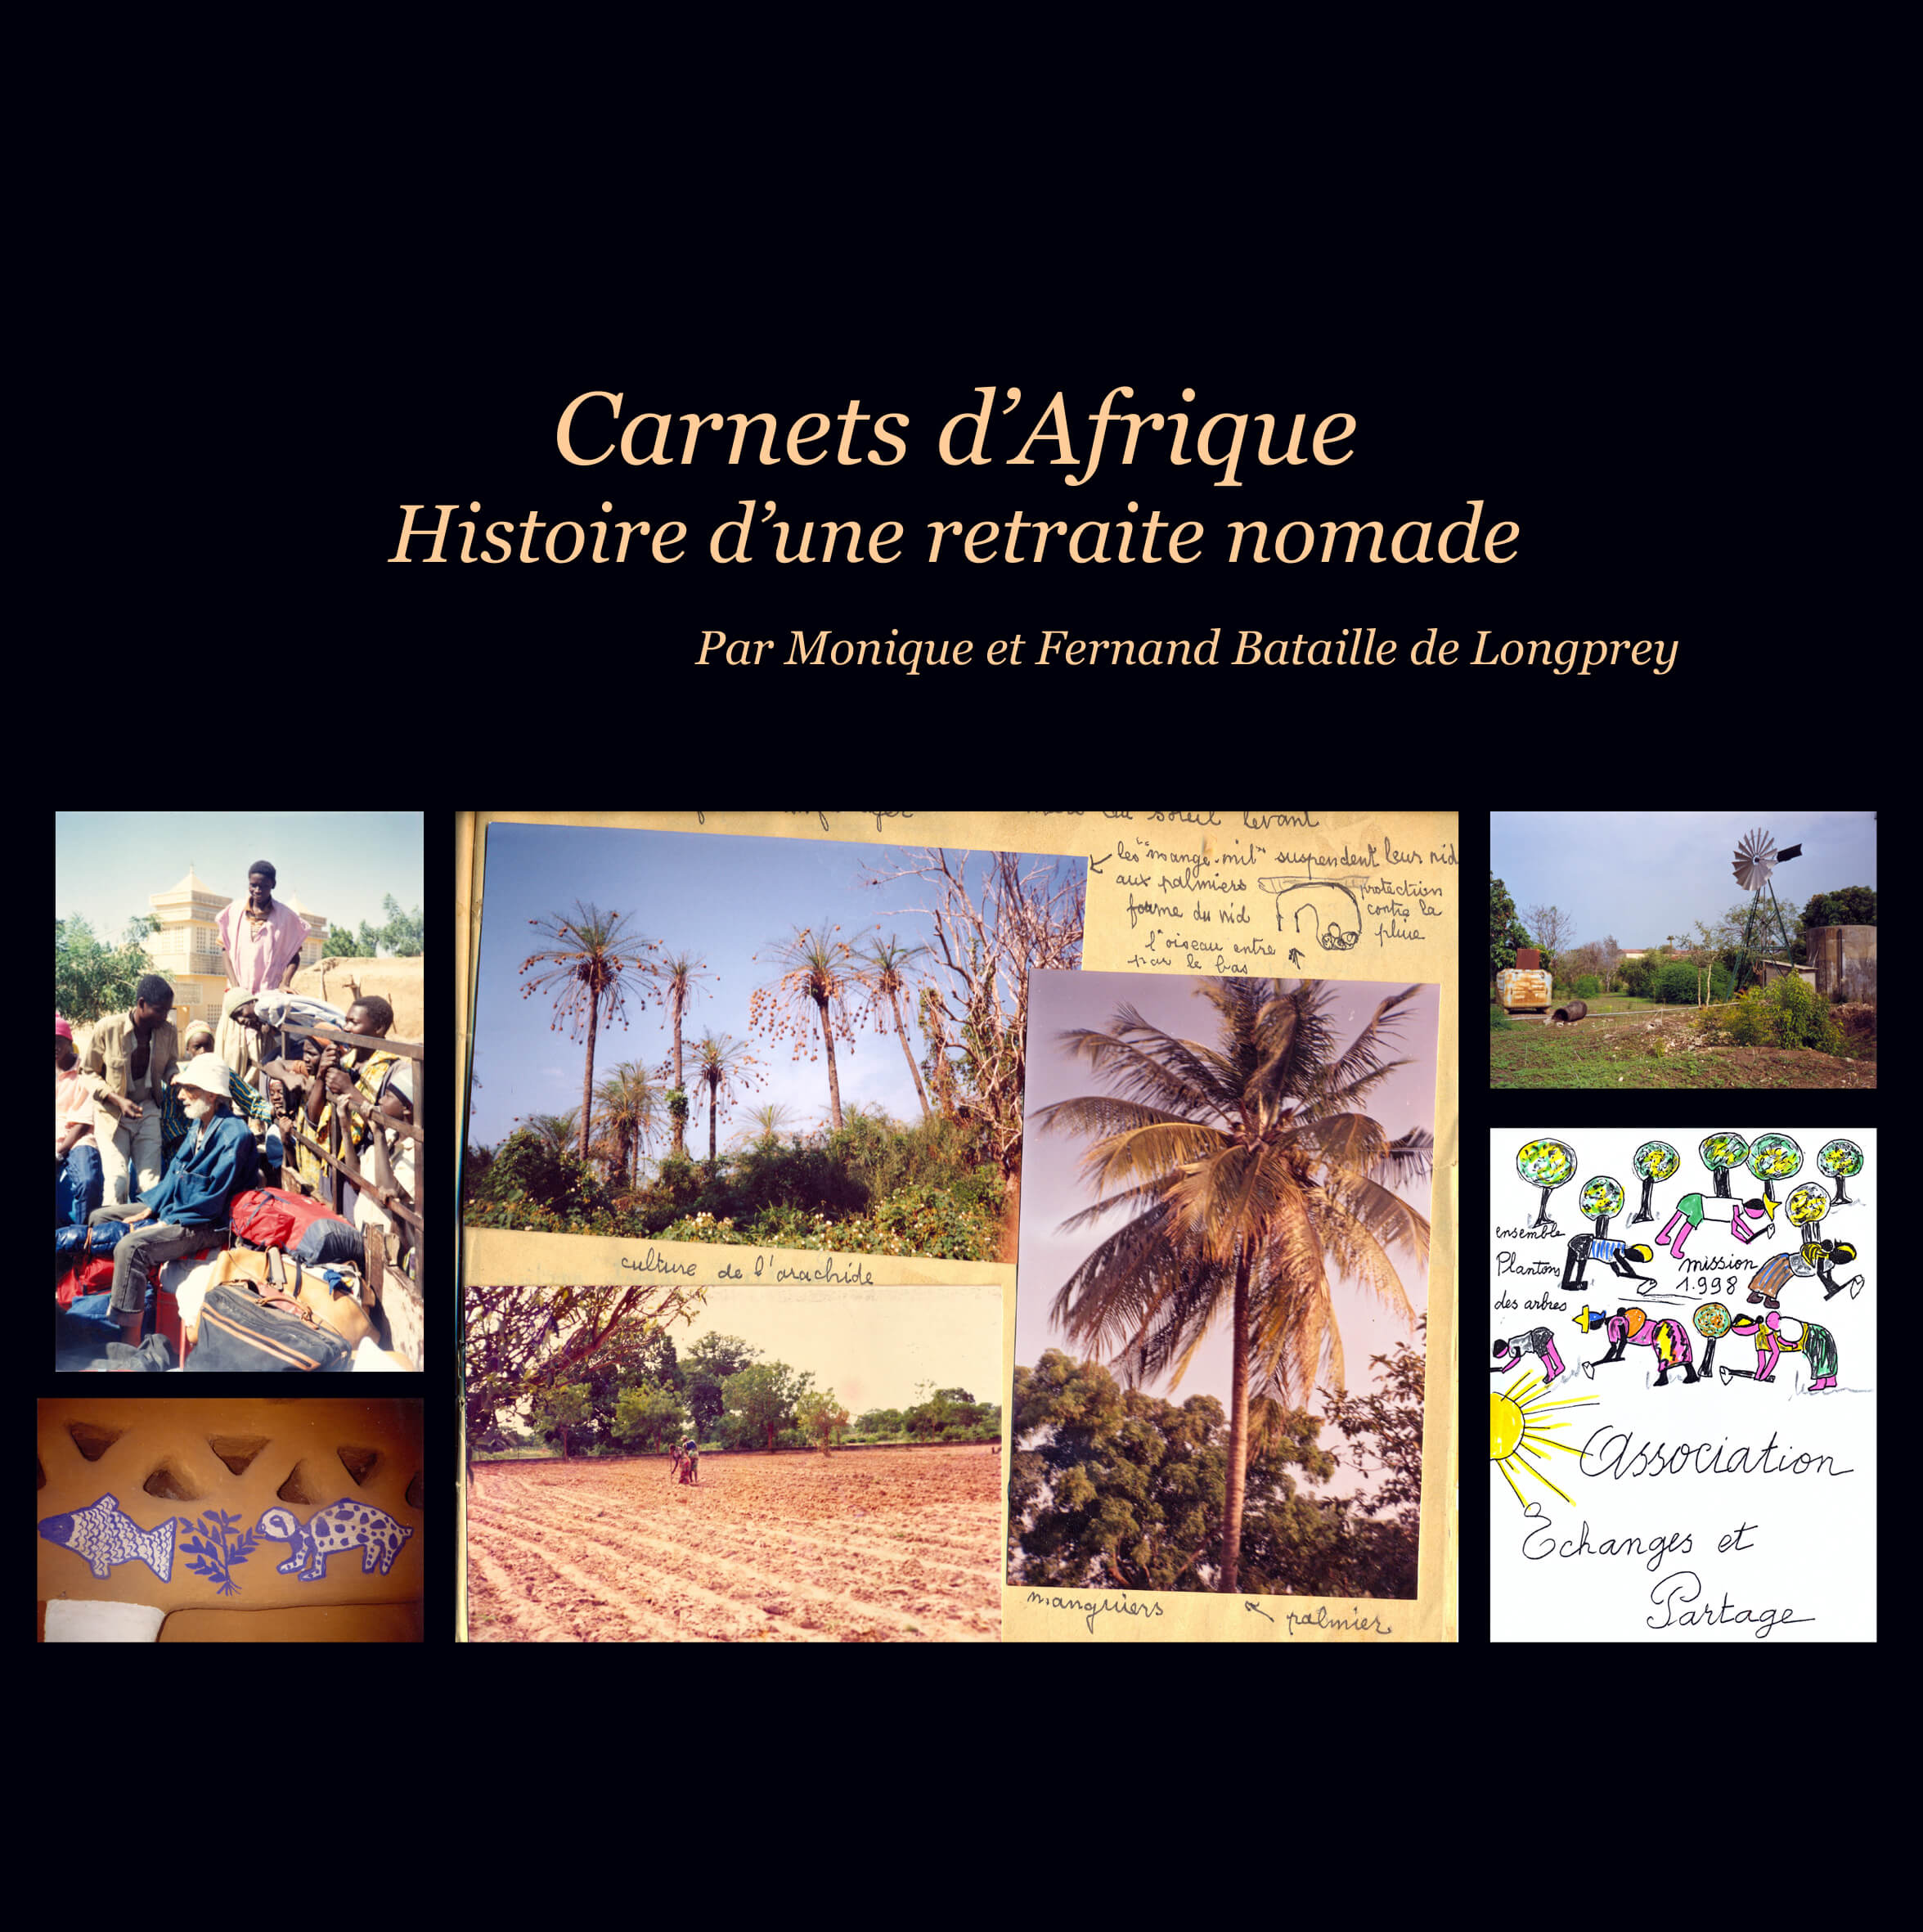 Carnets d’Afrique
Histoire d’une retraite nomade
Par Monique et Fernand Bataille de Longprey
du soleil levant
les "mange-mil" suspendent leurs nid
aux palmiers
forme du nid
l'oiseau entre
par le bas
protection
contre la
pluie
culture de l'arachide
manguiers
palmier
ensemble
Plantons
des arbres
mission
1.998
Association
Echanges et
Partage